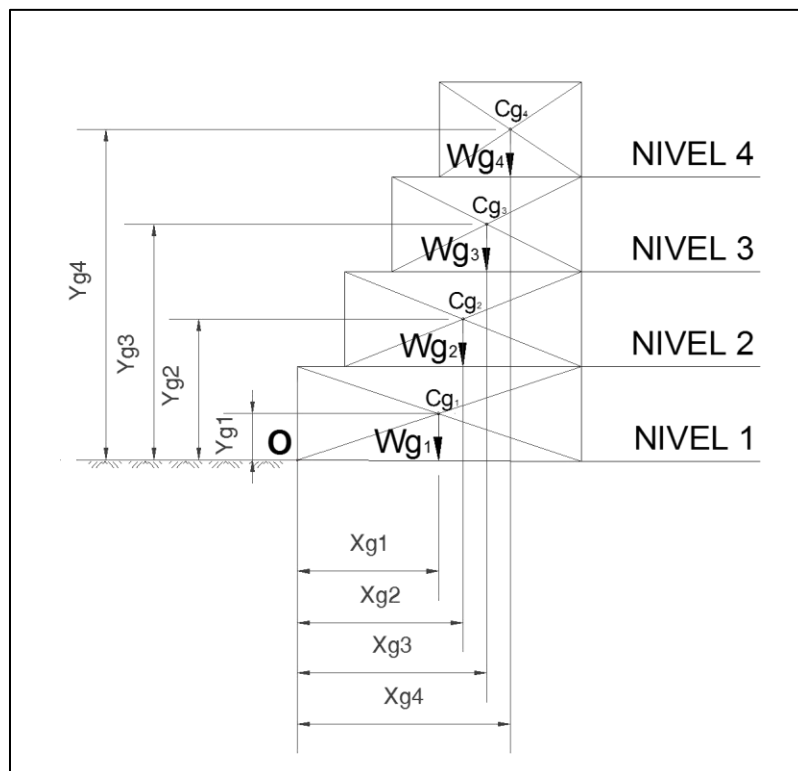 Cg4
Wg4
NIVEL 4
Cg3
Wg3
NIVEL 3
Cg2
Wg2
NIVEL 2
Cg1
Wg1
NIVEL 1
O
Yg4
Yg3
Yg2
Yg1
Xg1
Xg2
Xg3
Xg4